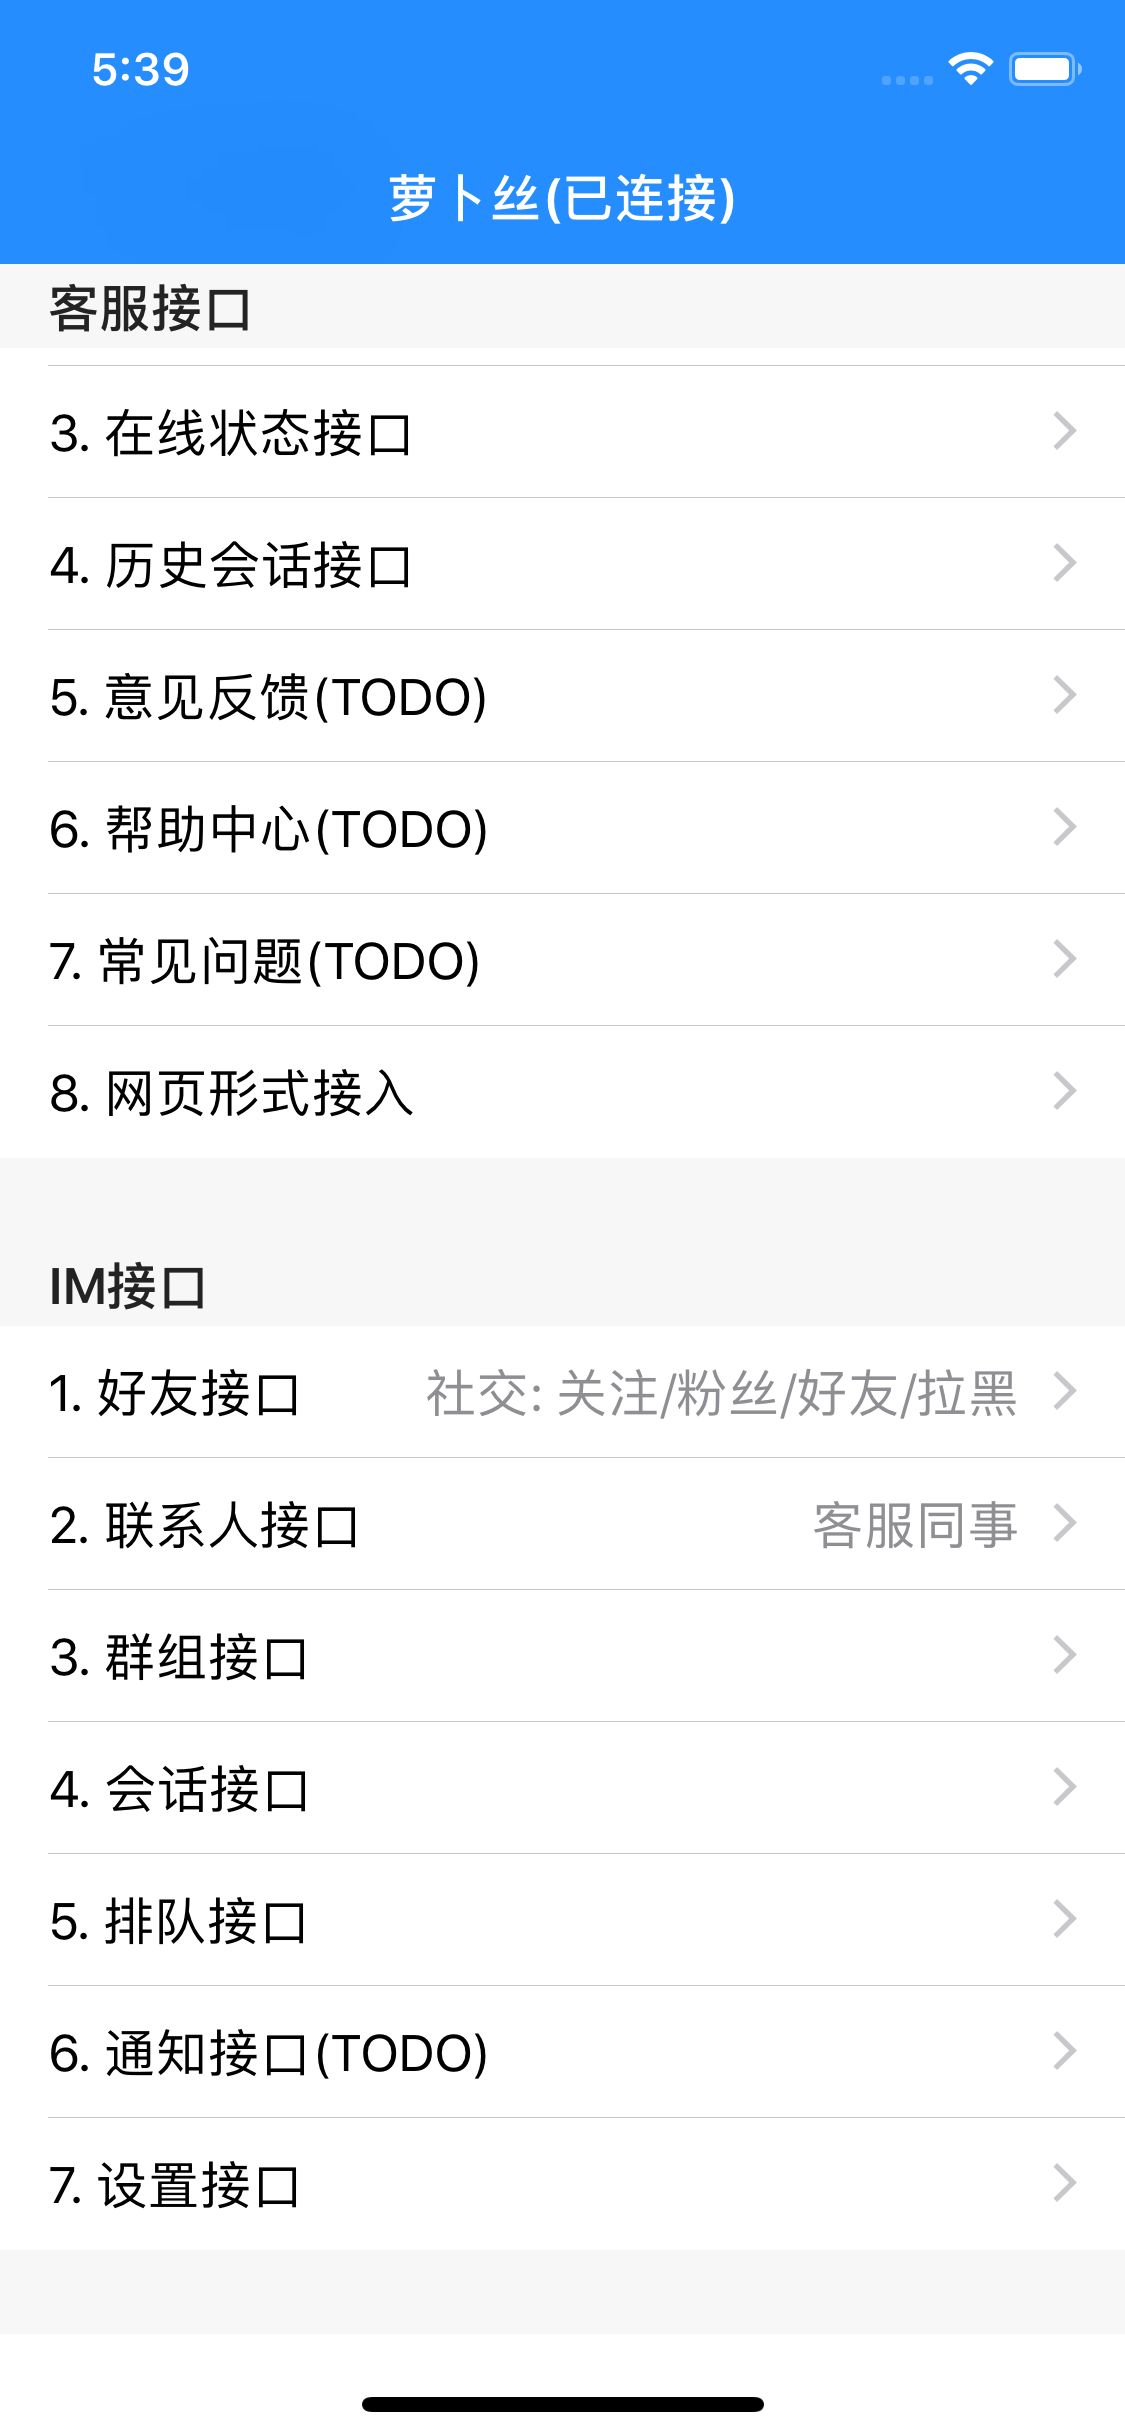 5:39
萝卜丝(已连接)
客服接口
3. 在线状态接口
4. 历史会话接口
5. 意见反馈(TODO)
6. 帮助中心(TODO)
7. 常见问题(TODO)
8. 网页形式接入
IM接口
1. 好友接口 社交: 关注/粉丝/好友/拉黑
2. 联系人接口 客服同事
3. 群组接口
4. 会话接口
5. 排队接口
6. 通知接口(TODO)
7. 设置接口